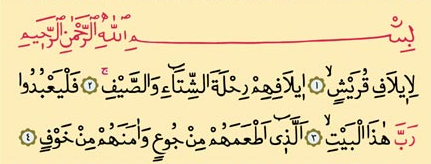 بِسْمِ اللّٰهِ الرَّحْمٰنِ الرَّحٖيمِ
لِاٖيلَافِ قُرَيْشٍۙ ﴿١﴾ اٖيلَافِهِمْ رِحْلَةَ الشِّتَٓاءِ وَالصَّيْفِۚ ﴿٢﴾ فَلْيَعْبُدُوا
رَبَّ هٰذَا الْبَيْتِۙ ﴿٣﴾ اَلَّذٖٓي اَطْعَمَهُمْ مِنْ جُوعٍ وَاٰمَنَهُمْ مِنْ خَوْفٍ ﴿٤﴾